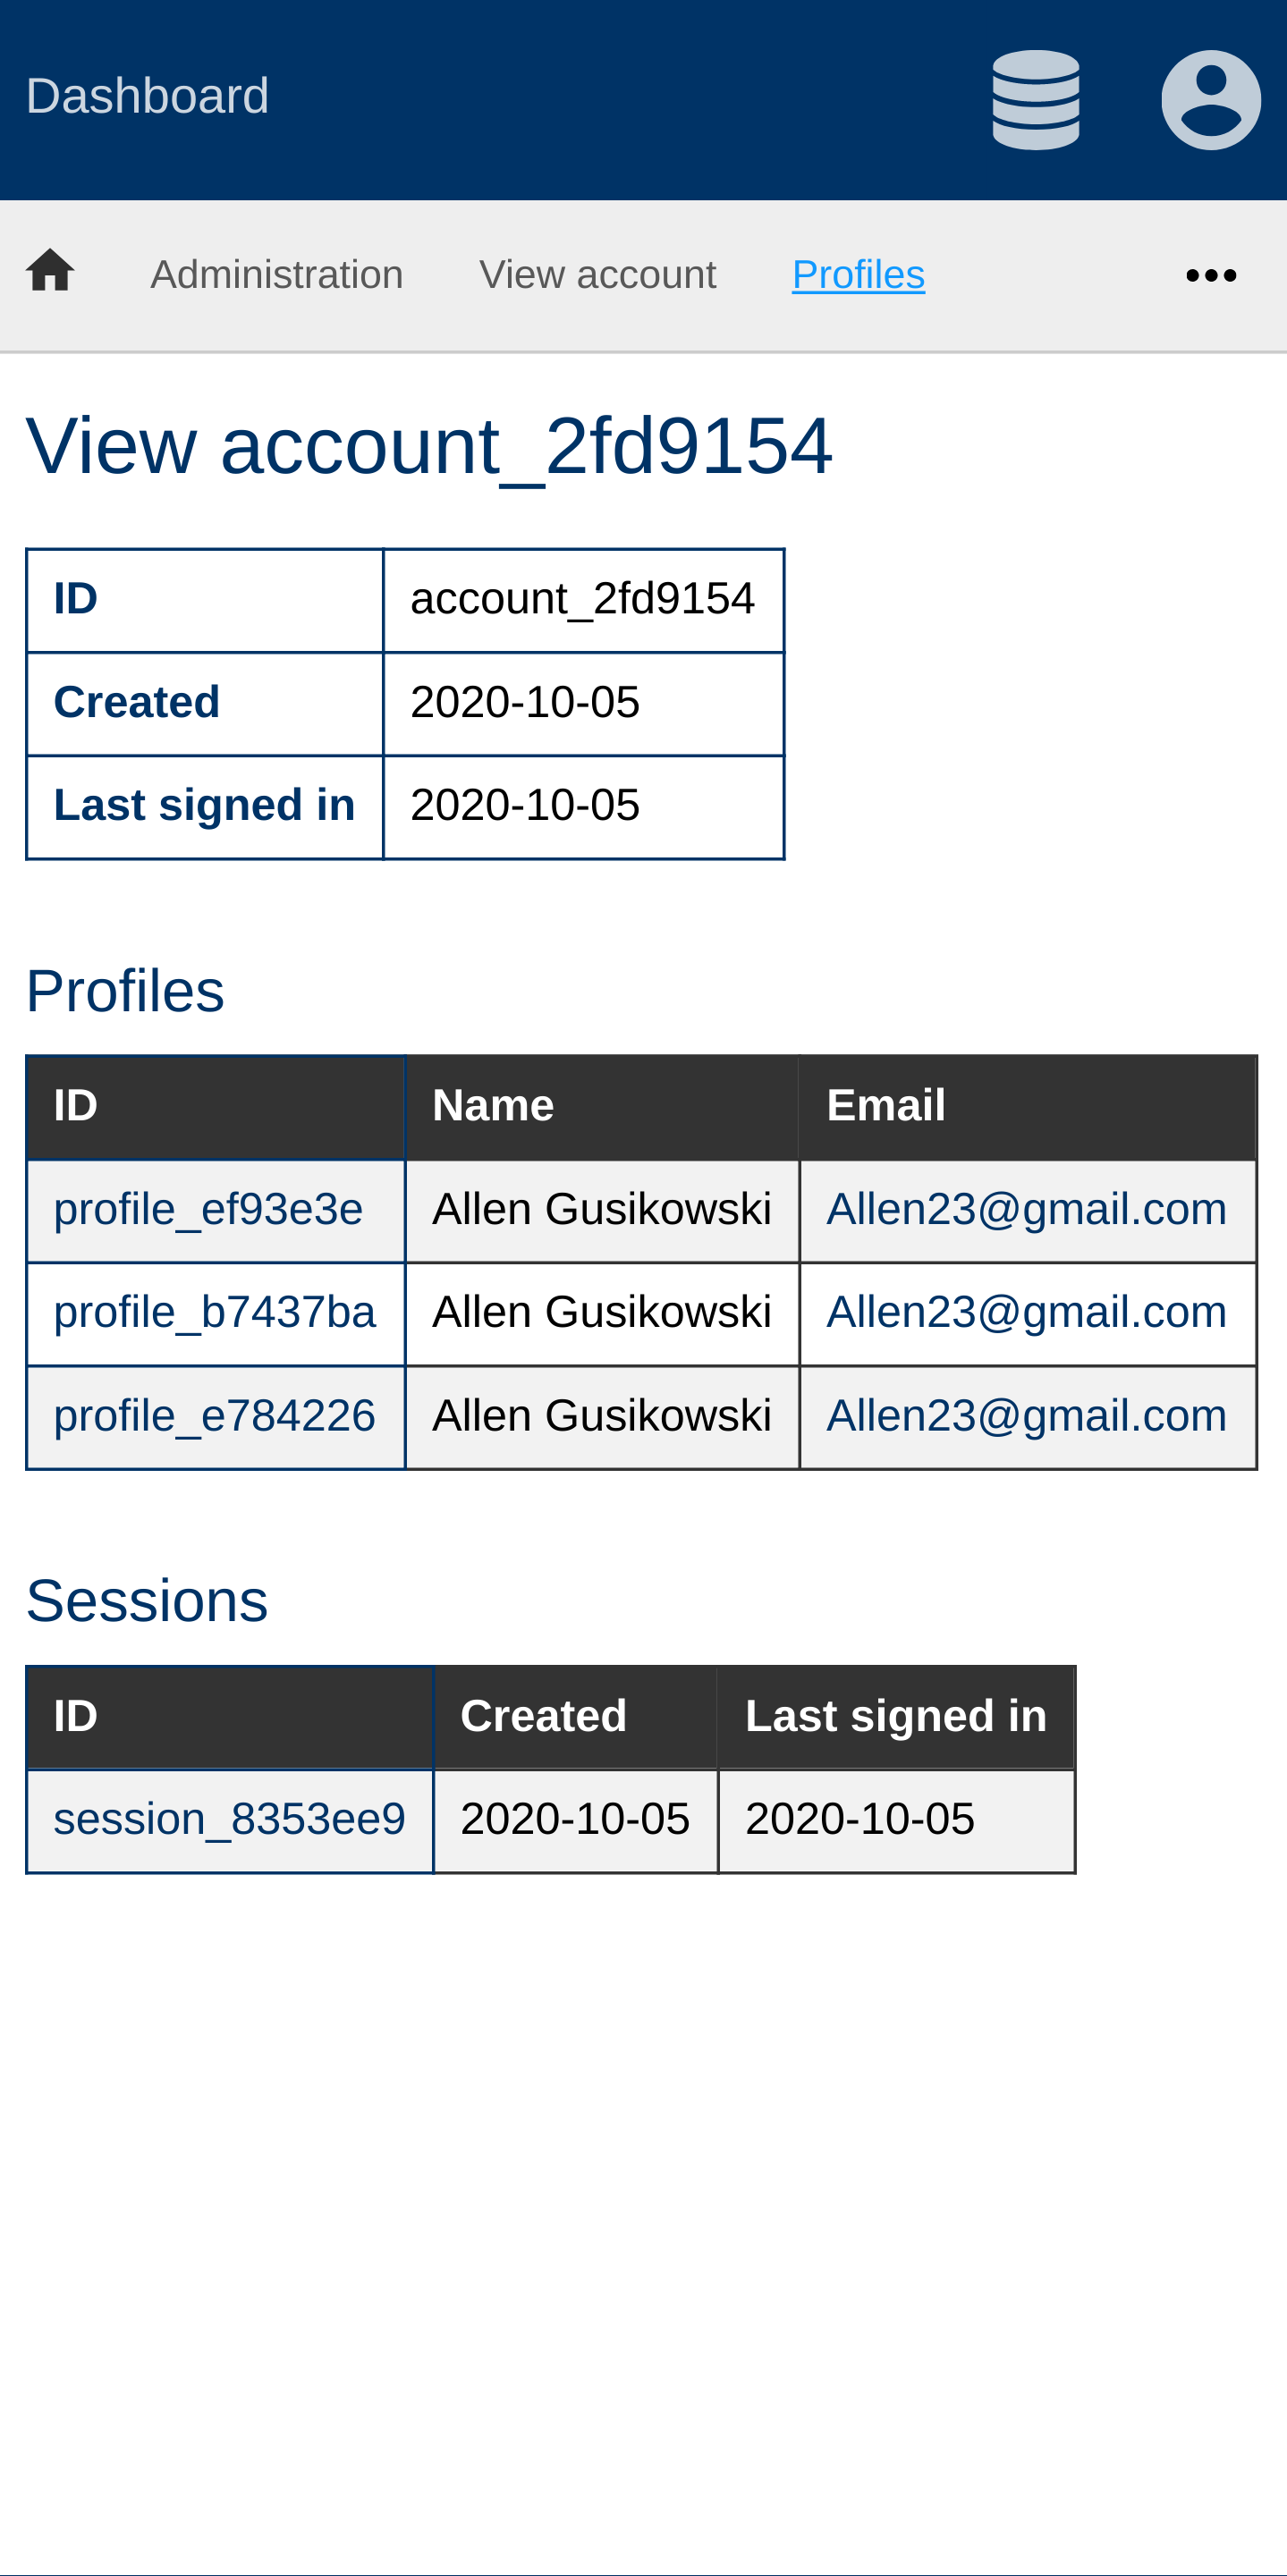 Dashboard
Administration View account Profiles
View account_2fd9154
ID account_2fd9154
Created 2020-10-05
Last signed in 2020-10-05
Profiles
ID Name Email
profile_ef93e3e Allen Gusikowski Allen23@gmail.com
profile_b7437ba Allen Gusikowski Allen23@gmail.com
profile_e784226 Allen Gusikowski Allen23@gmail.com
Sessions
ID Created Last signed in
session_8353ee9 2020-10-05 2020-10-05